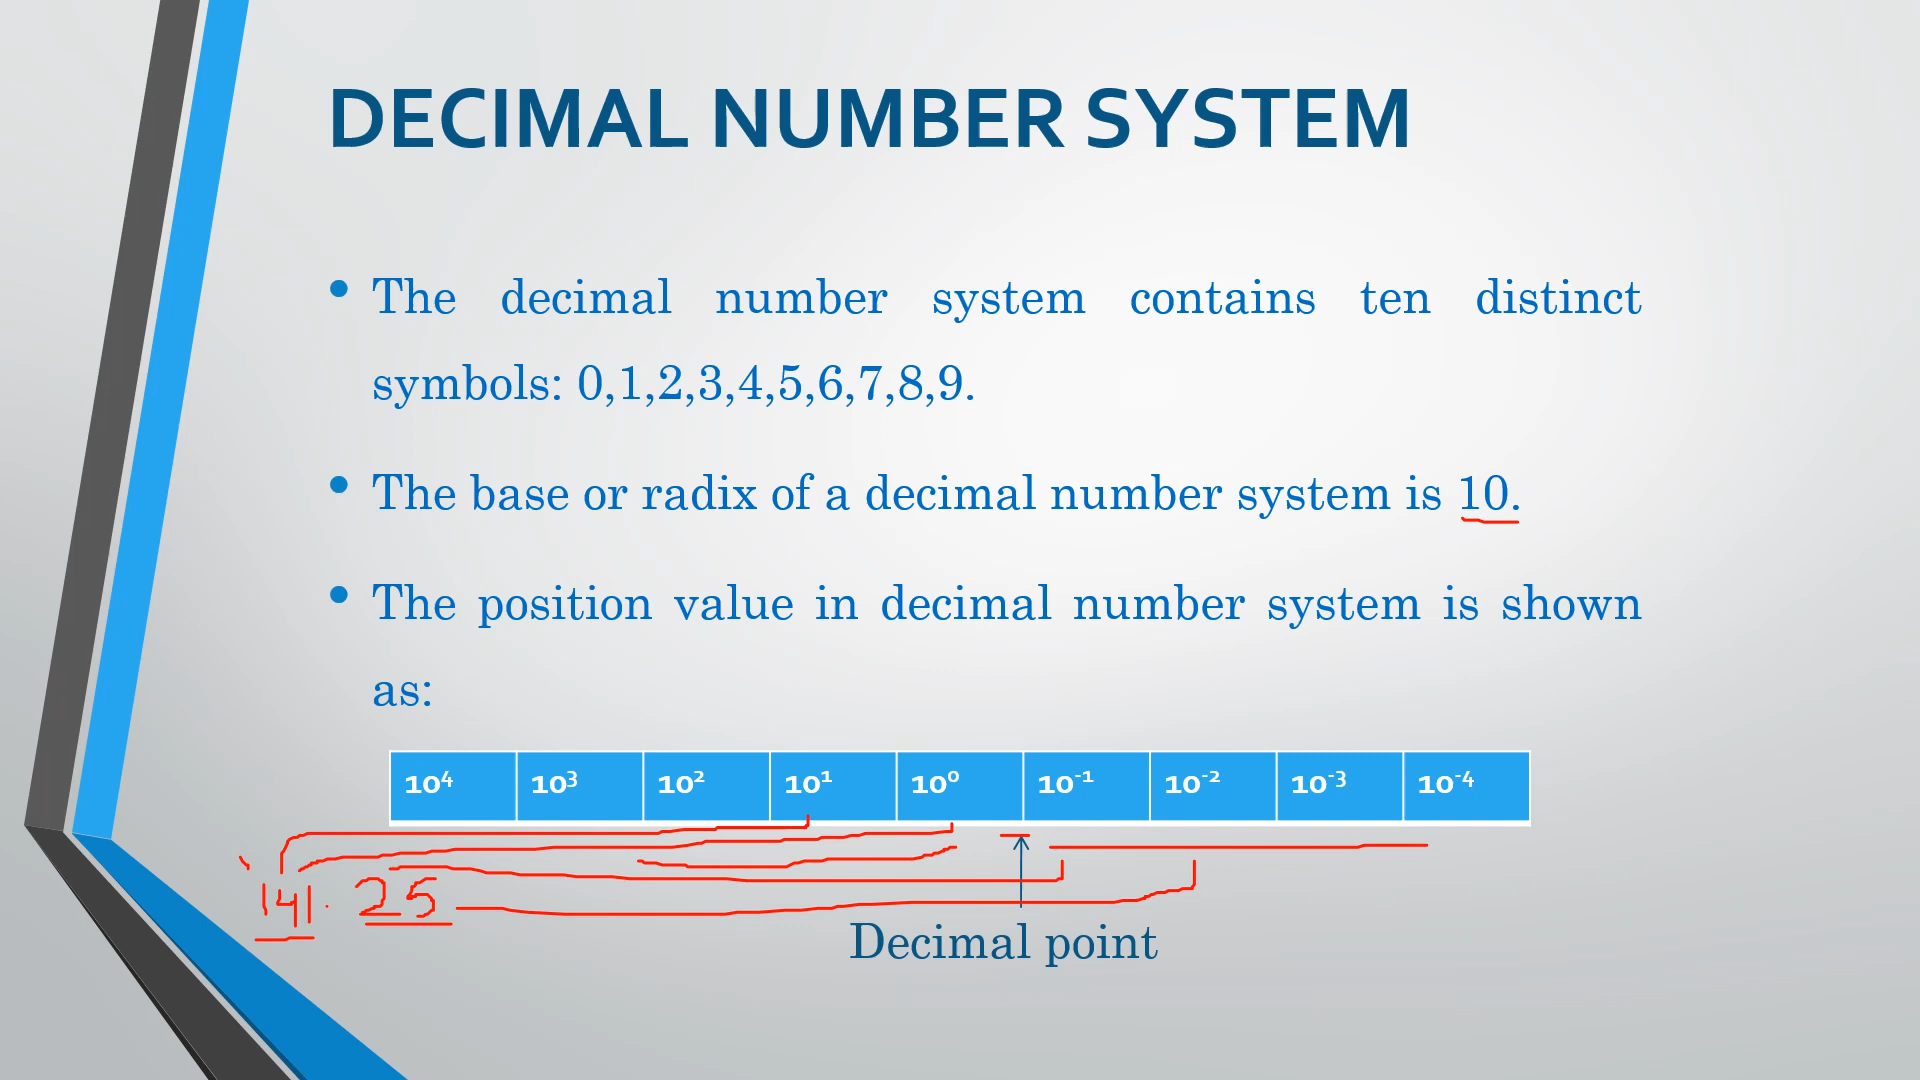 DECIMAL NUMBER SYSTEM
• The decimal number system contains ten distinct
symbols: 0,1,2,3,4,5,6,7,8,9.
• The base or radix of a decimal number system is 10.
• The position value in decimal number system is shown
as:
10⁴ 10³ 10² 10¹ 10⁰ 10⁻¹ 10⁻² 10⁻³ 10⁻⁴
141.25
Decimal point